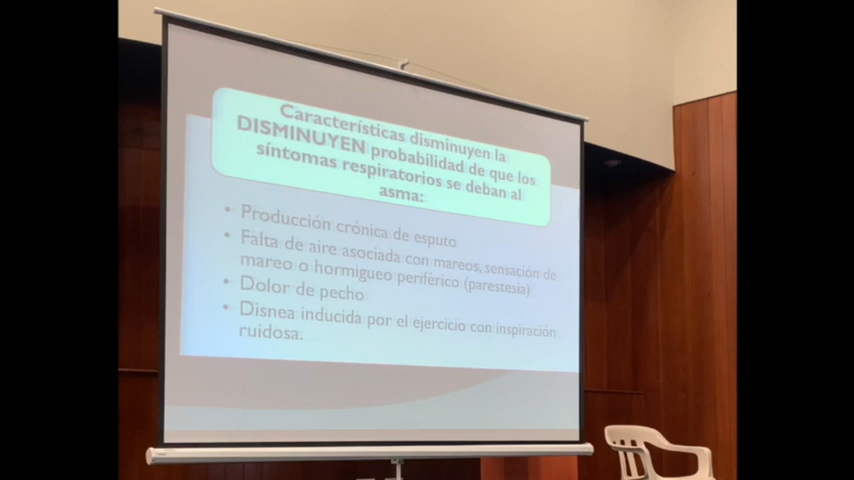 Características disminuyen la
DISMINUYEN probabilidad de que los
síntomas respiratorios se deban al
asma:
• Producción crónica de esputo
• Falta de aire asociada con mareos, sensación de
mareo o hormigueo periférico (parestesia)
• Dolor de pecho
• Disnea inducida por el ejercicio con inspiración
ruidosa.